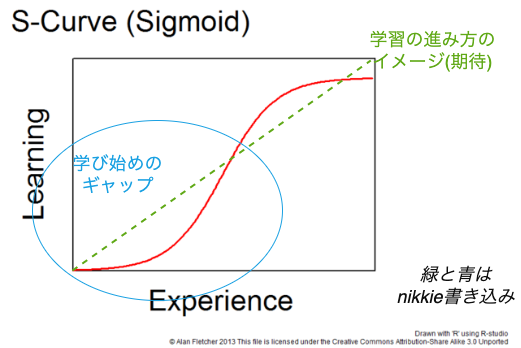 S-Curve (Sigmoid)
学習の進み方の
イメージ(期待)
Learning
学び始めの
ギャップ
Experience
緑と青は
nikkie書き込み
Drawn with 'R' using R-studio
© Alan Fletcher 2013 This file is licensed under the Creative Commons Attribution-Share Alike 3.0 Unported